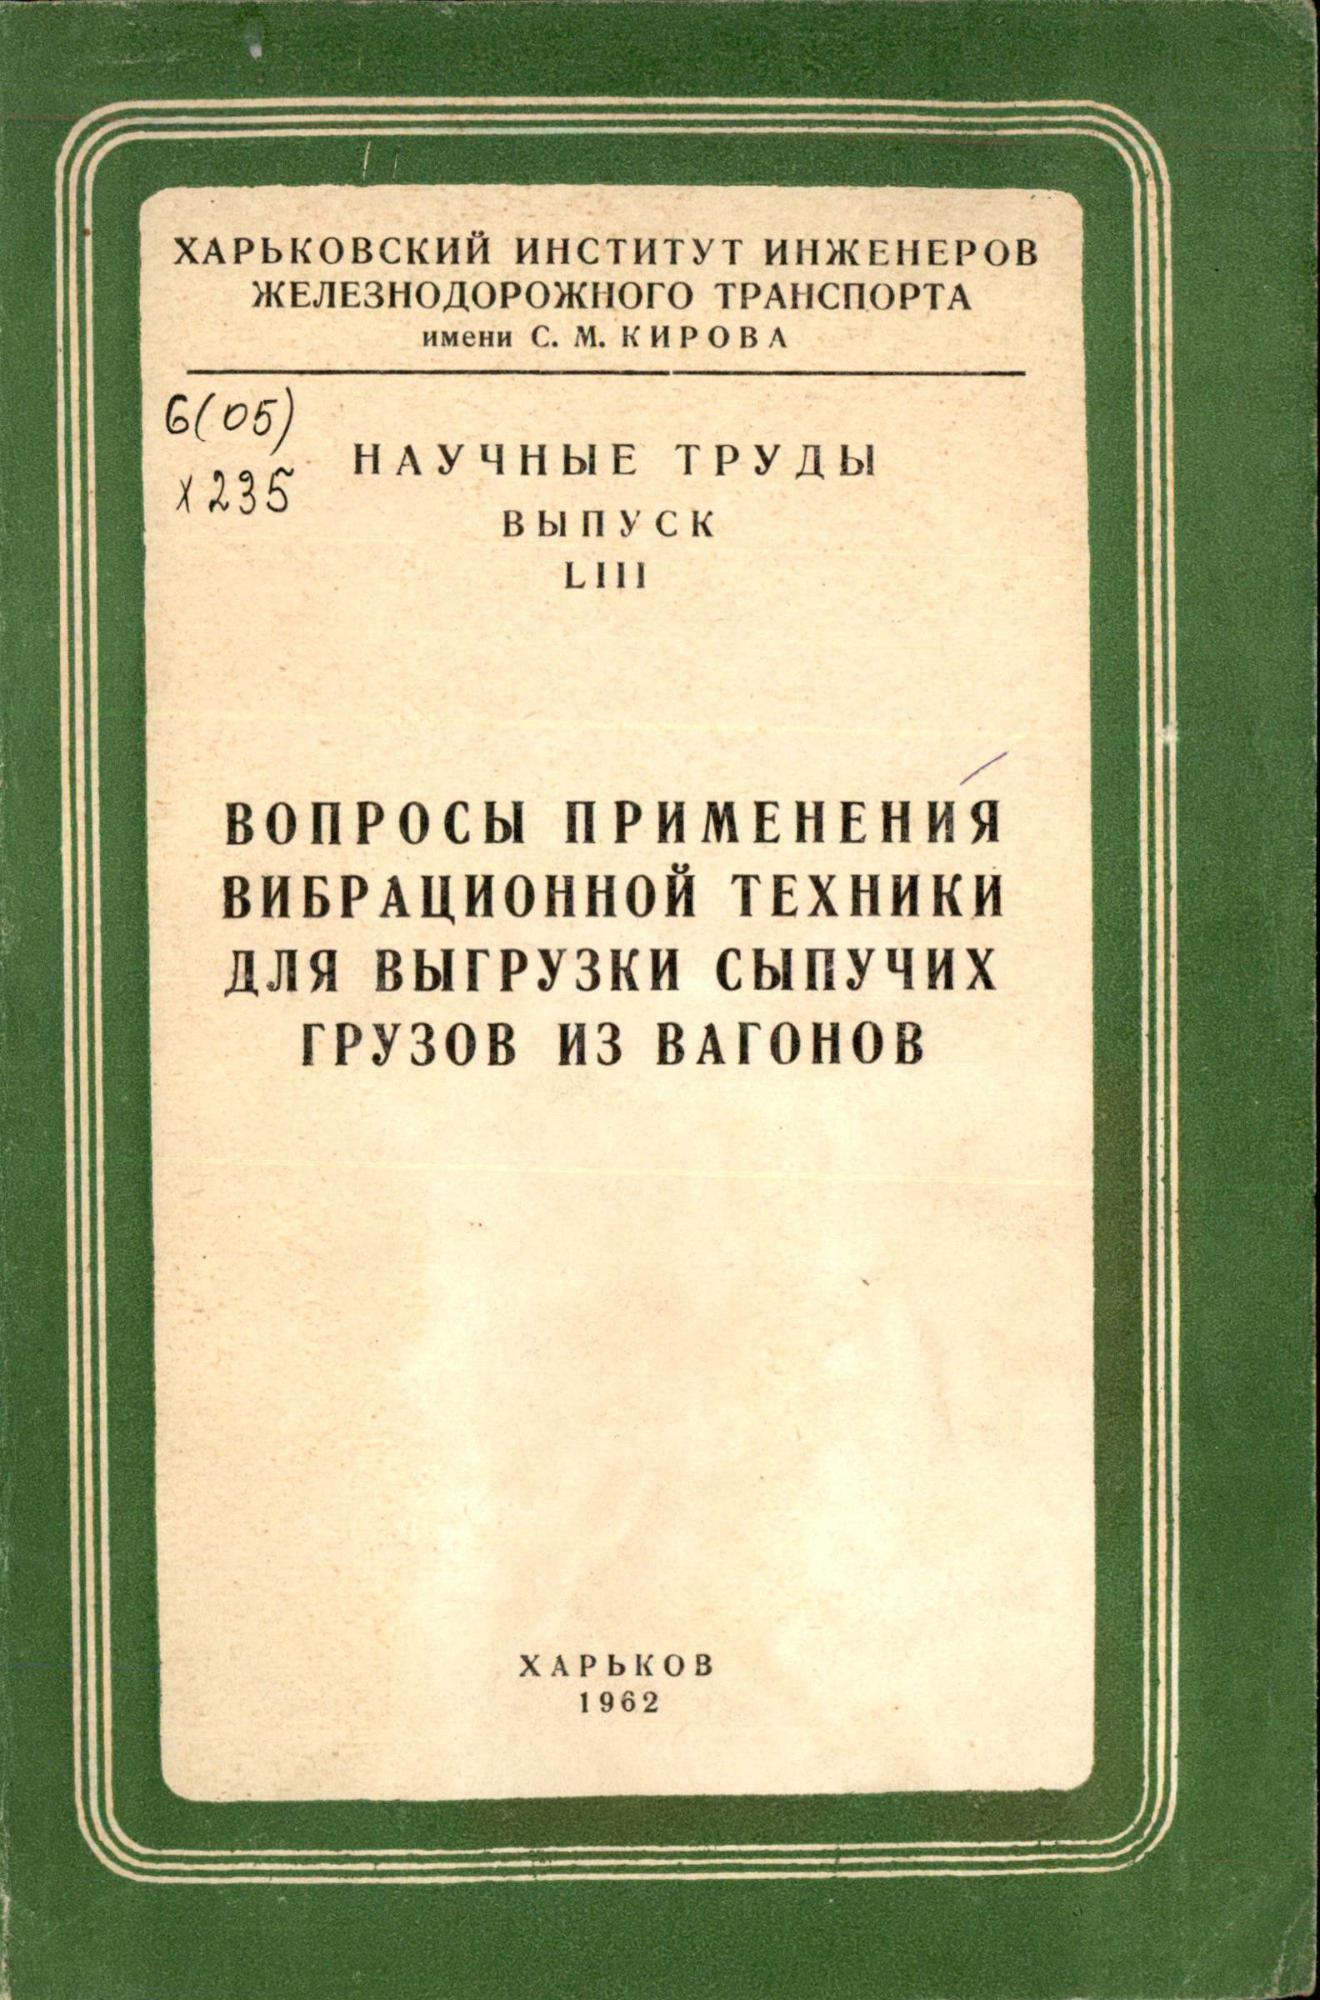 ХАРЬКОВСКИЙ ИНСТИТУТ ИНЖЕНЕРОВ
ЖЕЛЕЗНОДОРОЖНОГО ТРАНСПОРТА
имени С. М. КИРОВА
6(05)
Х235
НАУЧНЫЕ ТРУДЫ
ВЫПУСК
LIII
ВОПРОСЫ ПРИМЕНЕНИЯ
ВИБРАЦИОННОЙ ТЕХНИКИ
ДЛЯ ВЫГРУЗКИ СЫПУЧИХ
ГРУЗОВ ИЗ ВАГОНОВ
ХАРЬКОВ
1962